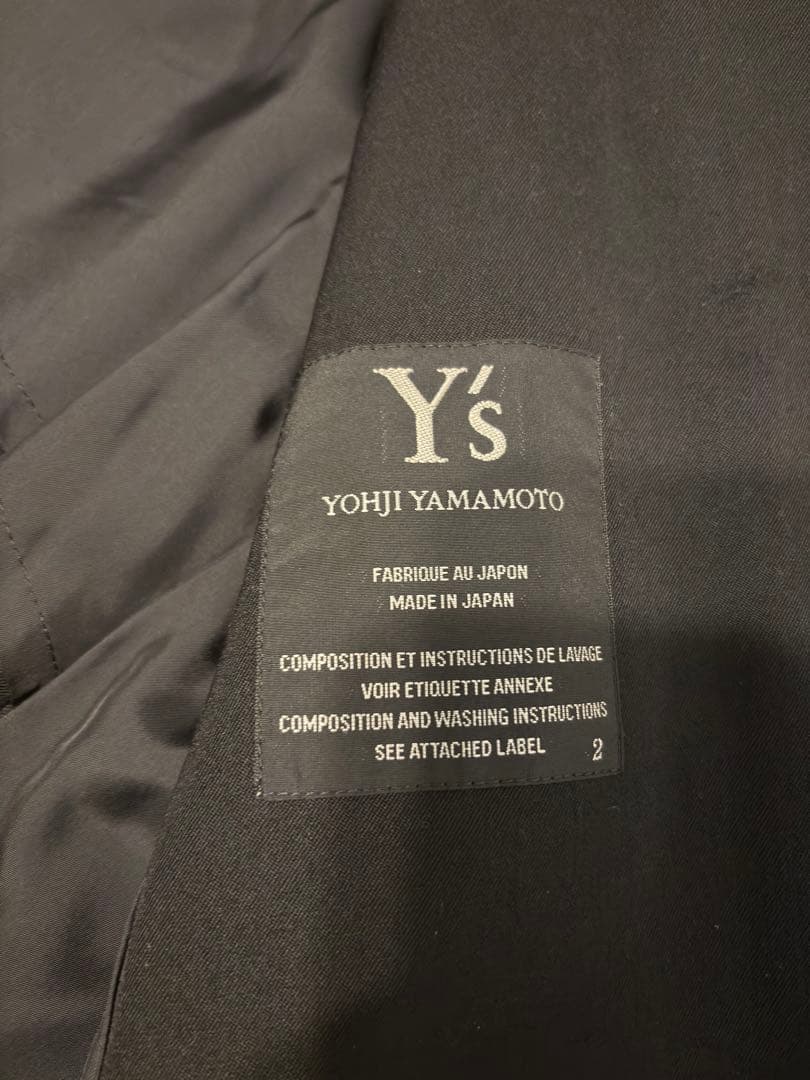 Y's
YOHJI YAMAMOTO
FABRIQUE AU JAPON
MADE IN JAPAN
COMPOSITION ET INSTRUCTIONS DE LAVAGE
VOIR ETIQUETTE ANNEXE
COMPOSITION AND WASHING INSTRUCTIONS
SEE ATTACHED LABEL 2